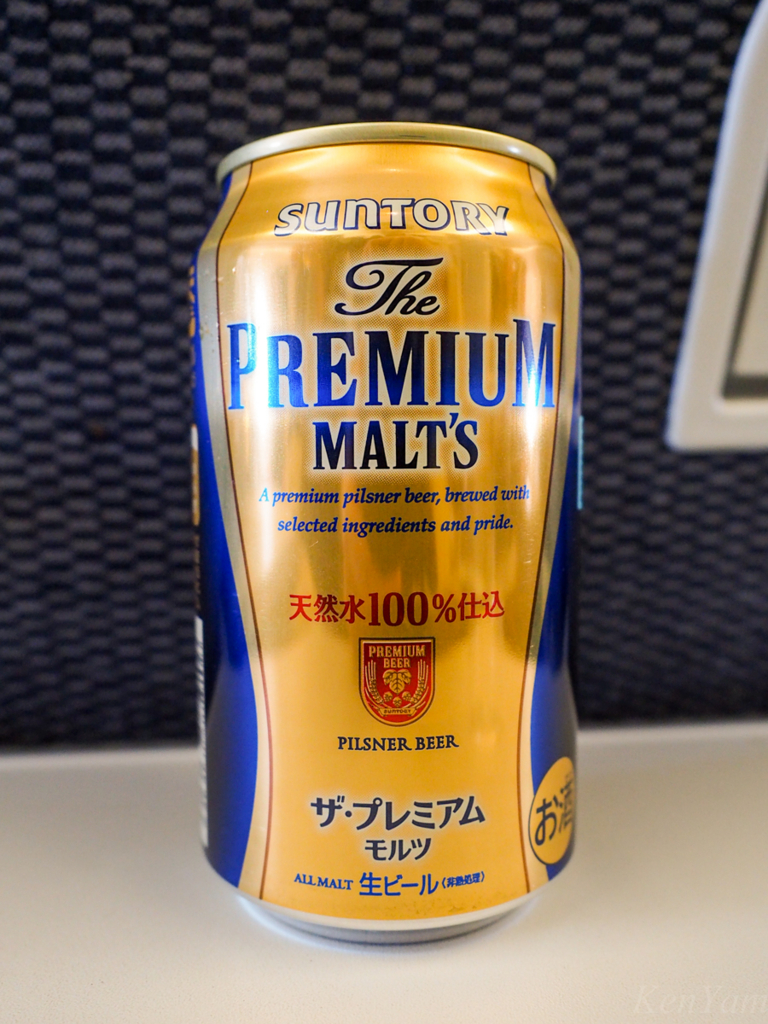 SUNTORY
The
PREMIUM
MALT'S
A premium pilsner beer, brewed with
selected ingredients and pride.
天然水100%仕込
PREMIUM
BEER
SUNTORY
PILSNER BEER
ザ・プレミアム
モルツ
お酒
ALL MALT 生ビール〈非熱処理〉
KenYam